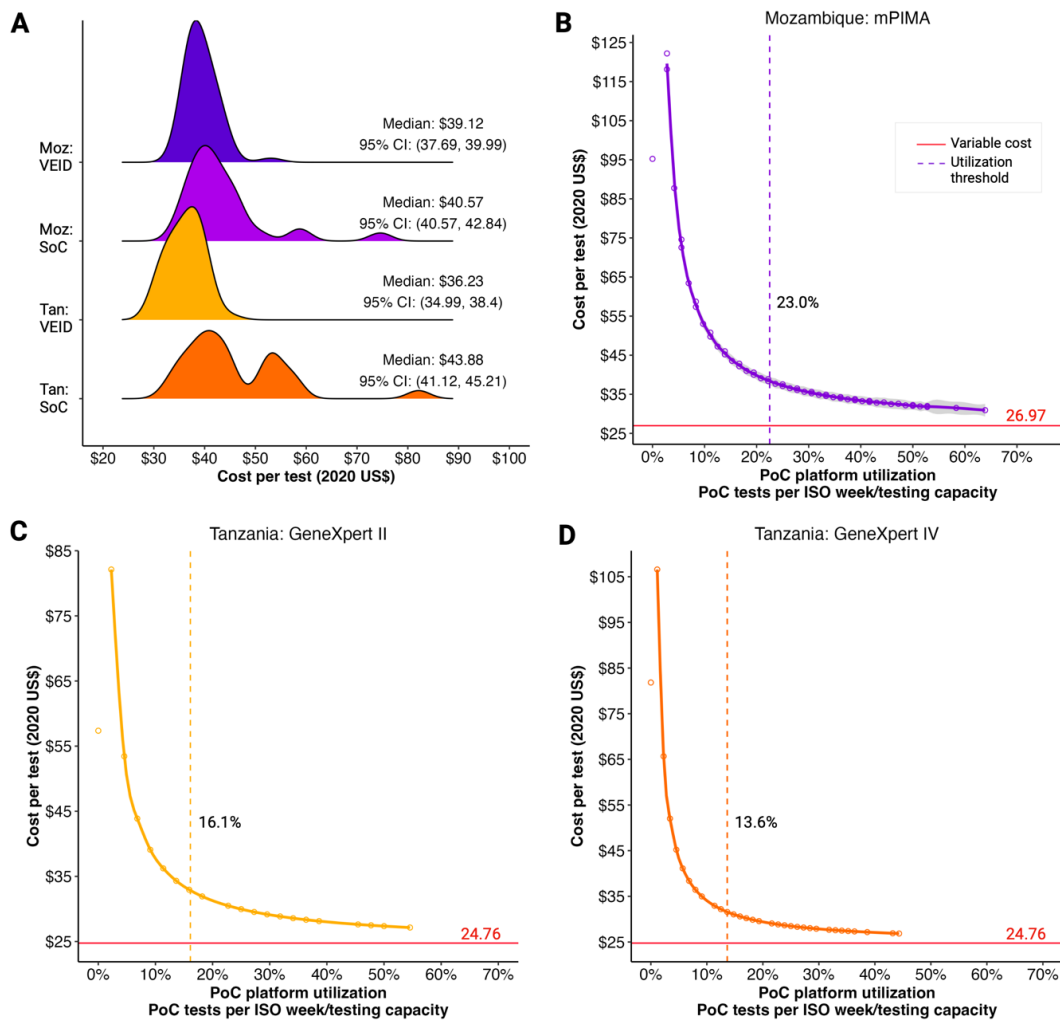 A
Moz:
VEID
Median: $39.12
95% CI: (37.69, 39.99)
Moz:
SoC
Median: $40.57
95% CI: (40.57, 42.84)
Tan:
VEID
Median: $36.23
95% CI: (34.99, 38.4)
Tan:
SoC
Median: $43.88
95% CI: (41.12, 45.21)
$20 $30 $40 $50 $60 $70 $80 $90 $100
Cost per test (2020 US$)
B
Mozambique: mPIMA
Cost per test (2020 US$)
$125
$115
$105
$95
$85
$75
$65
$55
$45
$35
$25
Variable cost
Utilization
threshold
23.0%
26.97
0% 10% 20% 30% 40% 50% 60% 70%
PoC platform utilization
PoC tests per ISO week/testing capacity
C
Tanzania: GeneXpert II
Cost per test (2020 US$)
$85
$75
$65
$55
$45
$35
$25
16.1%
24.76
0% 10% 20% 30% 40% 50% 60% 70%
PoC platform utilization
PoC tests per ISO week/testing capacity
D
Tanzania: GeneXpert IV
Cost per test (2020 US$)
$105
$95
$85
$75
$65
$55
$45
$35
$25
13.6%
24.76
0% 10% 20% 30% 40% 50% 60% 70%
PoC platform utilization
PoC tests per ISO week/testing capacity